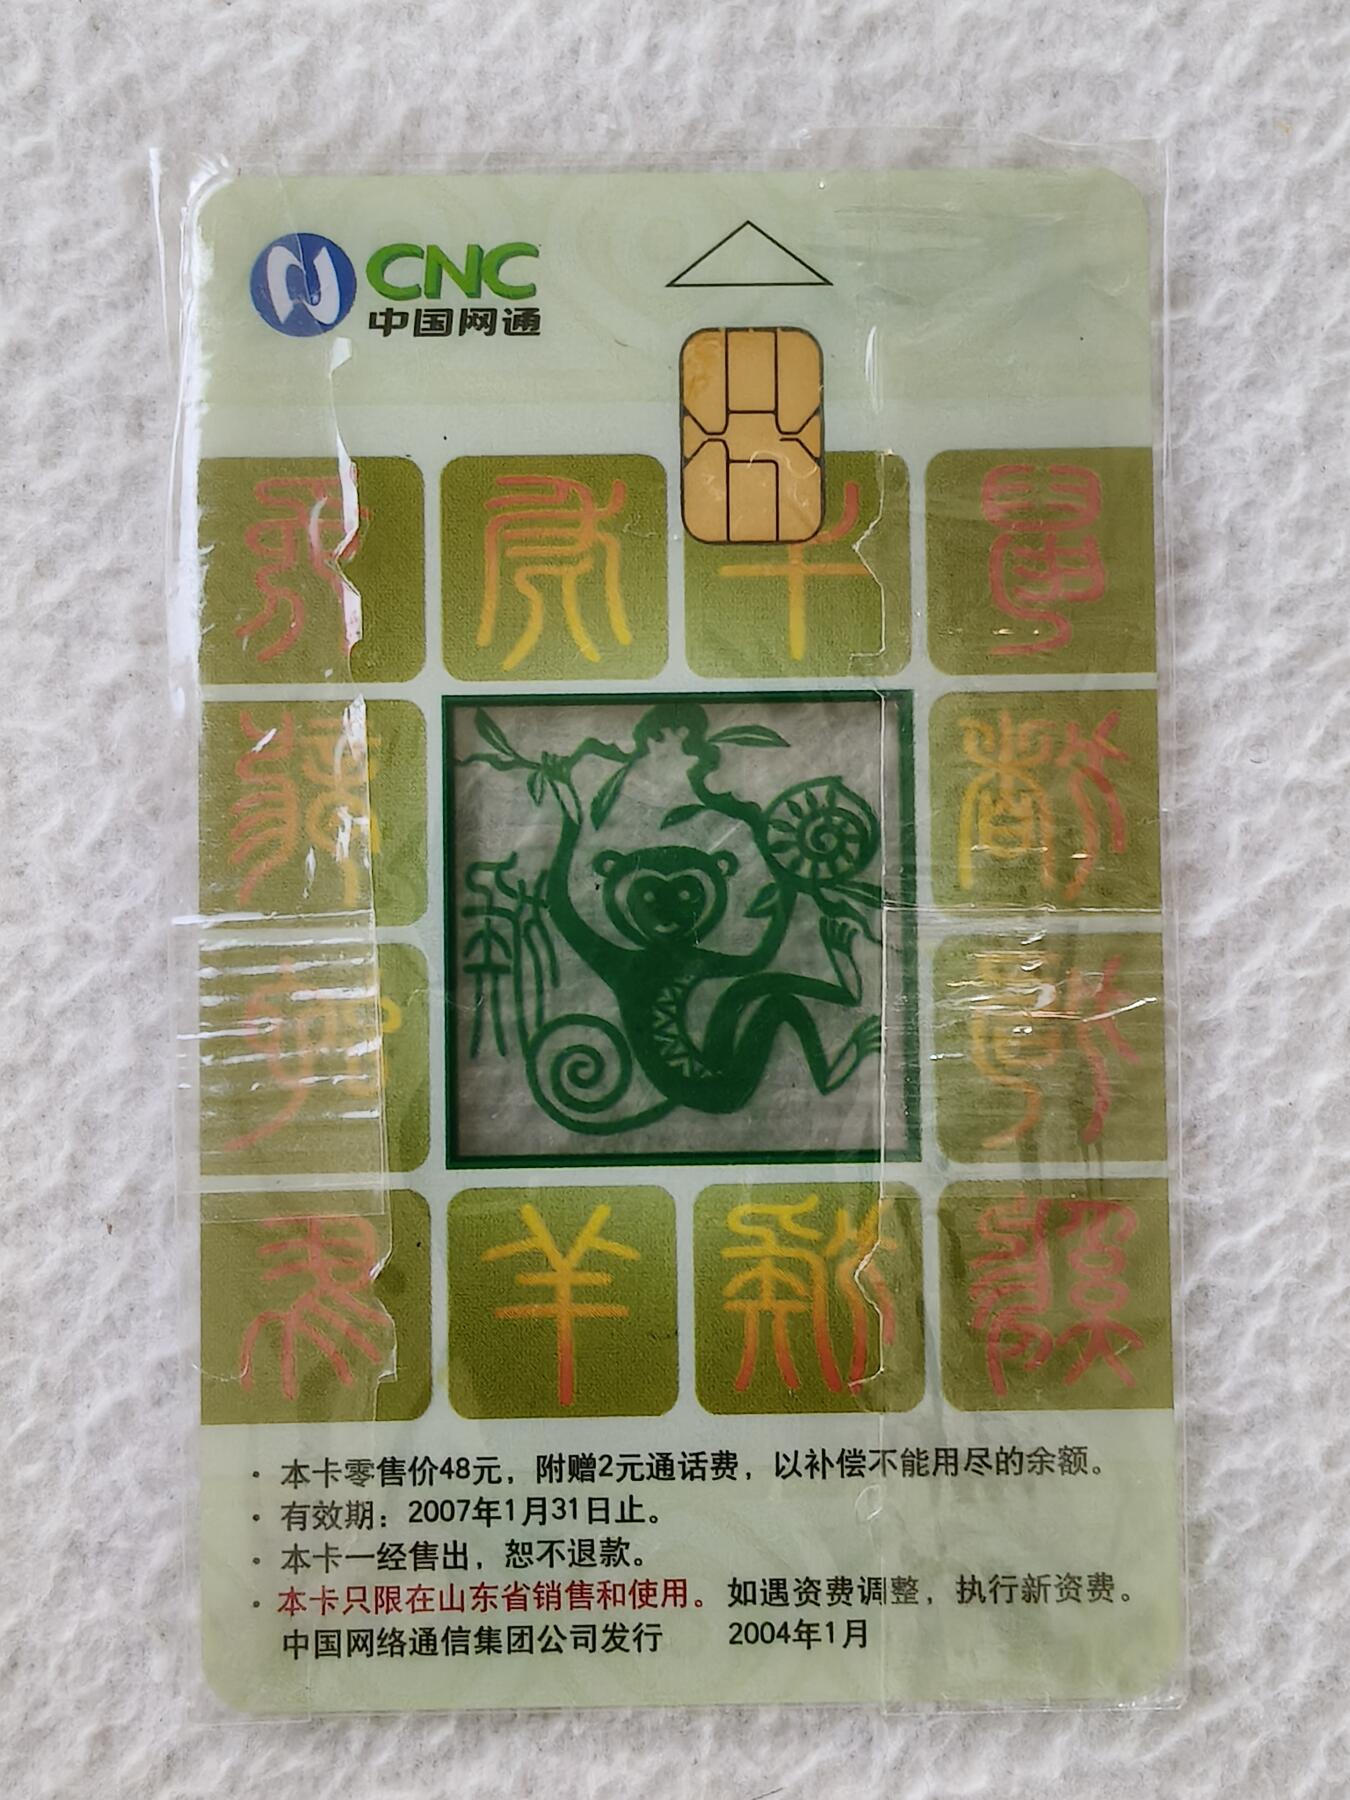 CNC
中国网通
羊
· 本卡零售价48元，附赠2元通话费，以补偿不能用尽的余额。
· 有效期：2007年1月31日止。
· 本卡一经售出，恕不退款。
· 本卡只限在山东省销售和使用。如遇资费调整，执行新资费。
中国网络通信集团公司发行 2004年1月